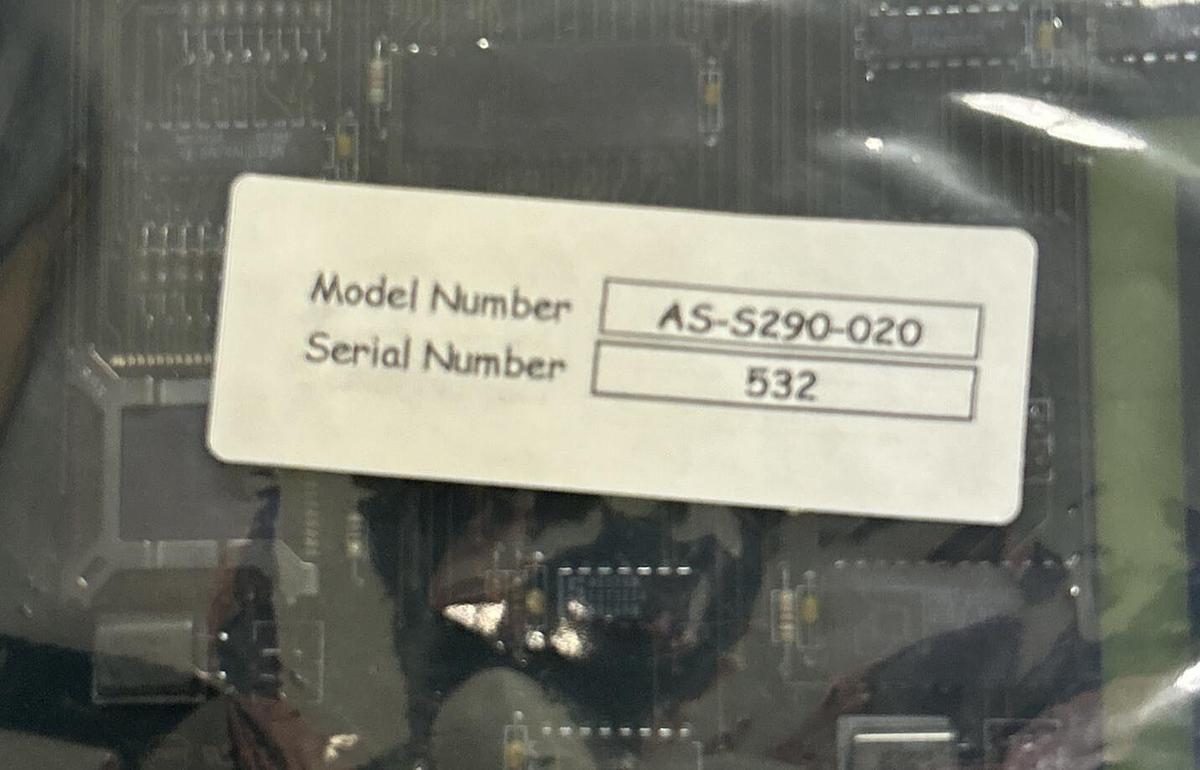 Model Number AS-S290-020
Serial Number 532